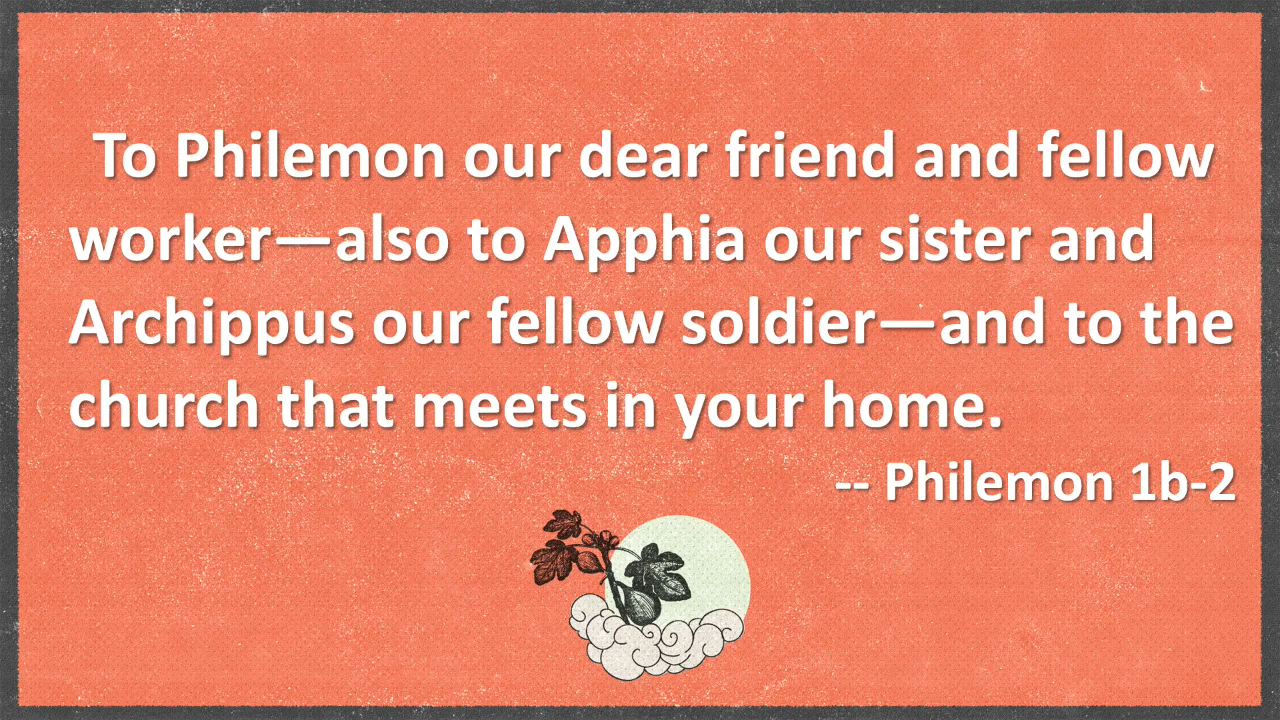 To Philemon our dear friend and fellow
worker—also to Apphia our sister and
Archippus our fellow soldier—and to the
church that meets in your home.
-- Philemon 1b-2